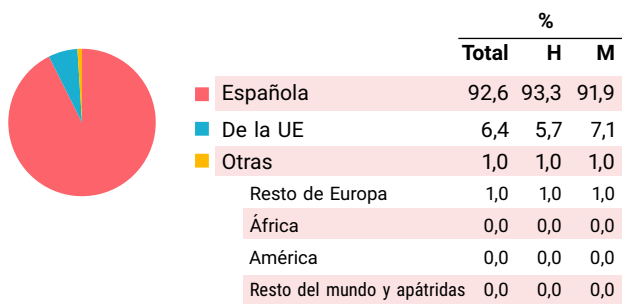 %
Total H M
Española 92,6 93,3 91,9
De la UE 6,4 5,7 7,1
Otras 1,0 1,0 1,0
Resto de Europa 1,0 1,0 1,0
África 0,0 0,0 0,0
América 0,0 0,0 0,0
Resto del mundo y apátridas 0,0 0,0 0,0